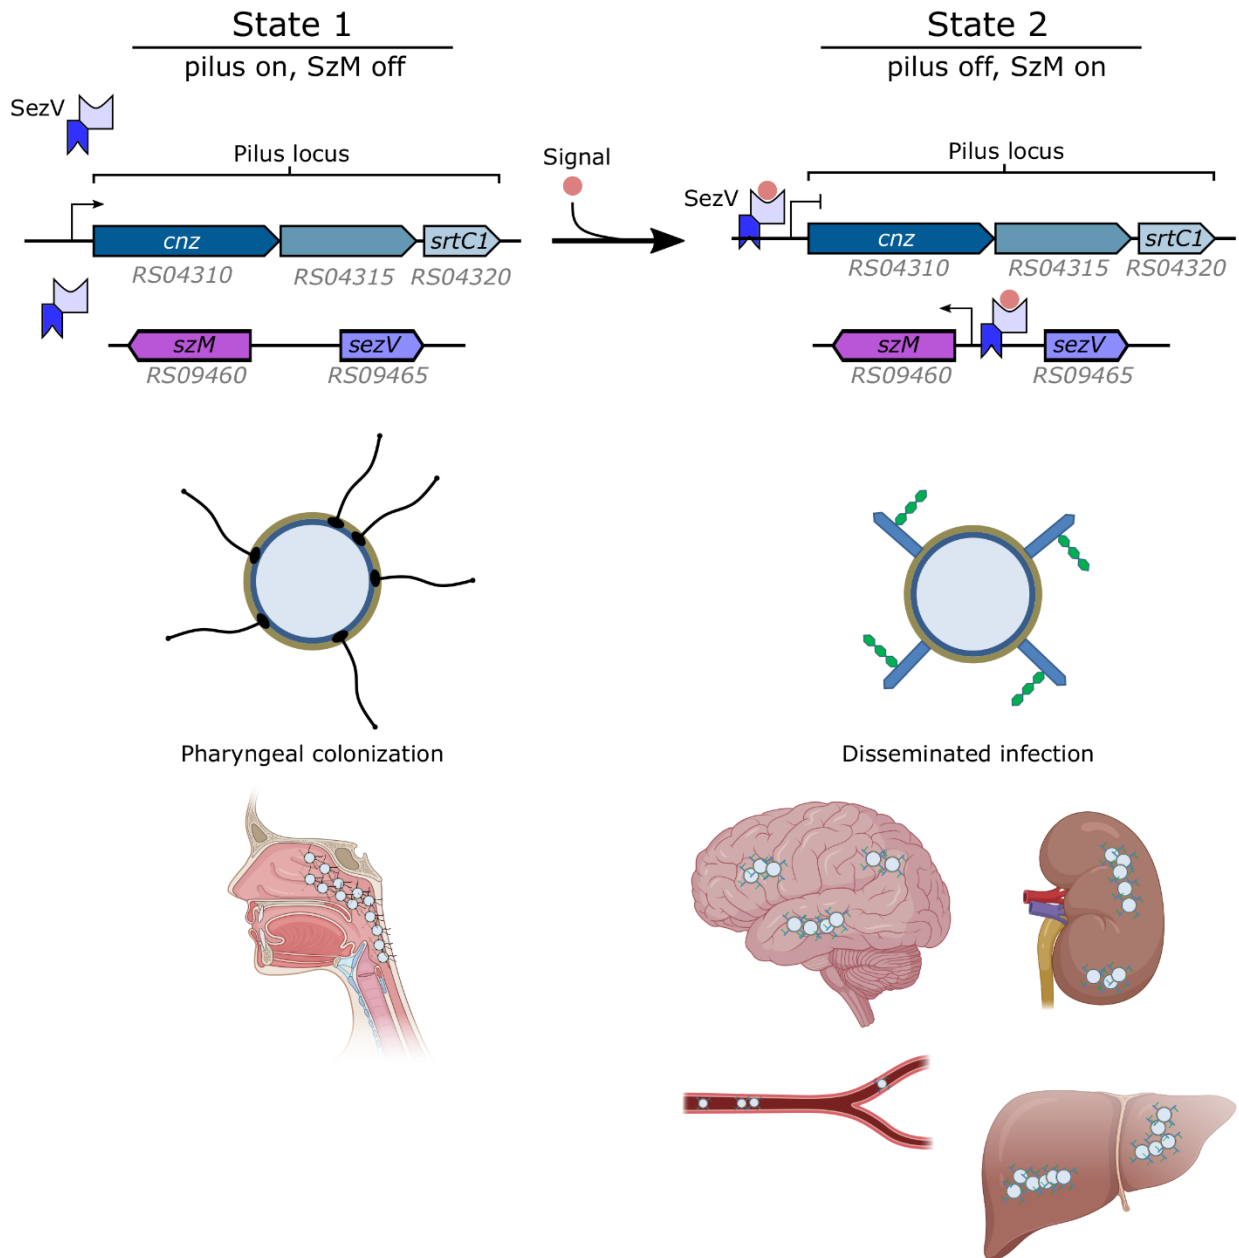 State 1
pilus on, SzM off
SezV
Pilus locus
cnz
srtC1
RS04310
RS04315
RS04320
szM
sezV
RS09460
RS09465
Signal
State 2
pilus off, SzM on
SezV
Pilus locus
cnz
srtC1
RS04310
RS04315
RS04320
szM
sezV
RS09460
RS09465
Pharyngeal colonization
Disseminated infection